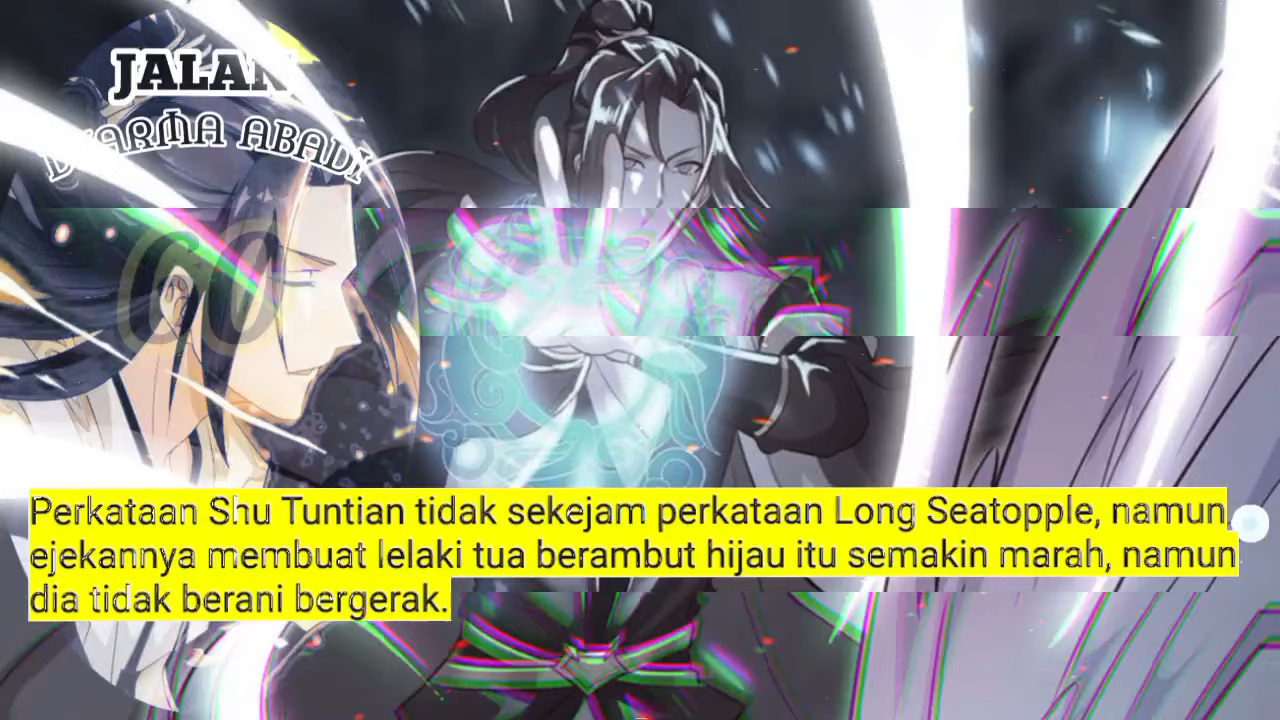 JALAN
DHARMA ABADI
60
Perkataan Shu Tuntian tidak sekejam perkataan Long Seatopple, namun
ejekannya membuat lelaki tua berambut hijau itu semakin marah, namun
dia tidak berani bergerak.